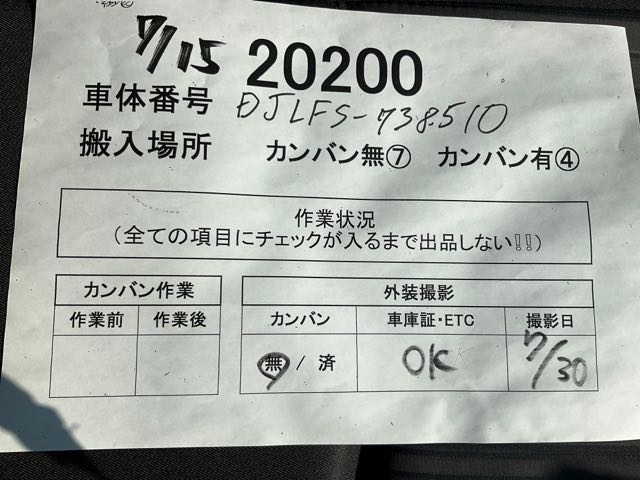 7/15 20200
車体番号 DJLFS-738510
搬入場所 カンバン無⑦ カンバン有④
作業状況
(全ての項目にチェックが入るまで出品しない!!)
カンバン作業
作業前 作業後
外装撮影
カンバン 車庫証・ETC 撮影日
無 / 済 OK 7/30